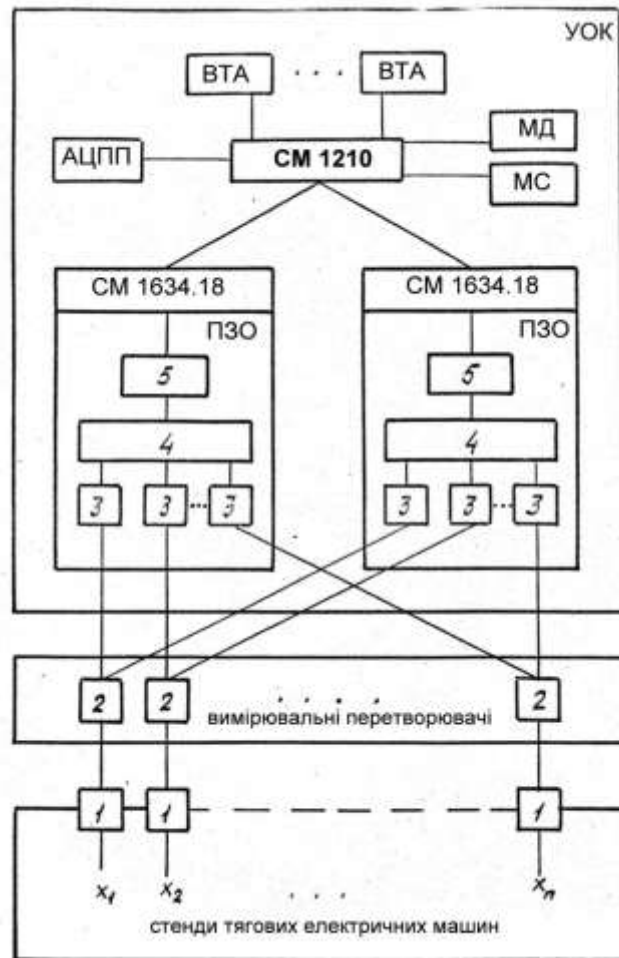 УОК
ВТА . . . ВТА
АЦПП
СМ 1210
МД
МС
СМ 1634.18 СМ 1634.18
ПЗО ПЗО
5 5
4 4
3 3 ... 3 3 3 ... 3
2 2 . . . . 2
вимірювальні перетворювачі
1 1 1
x₁ x₂ . . . xₙ
стенди тягових електричних машин